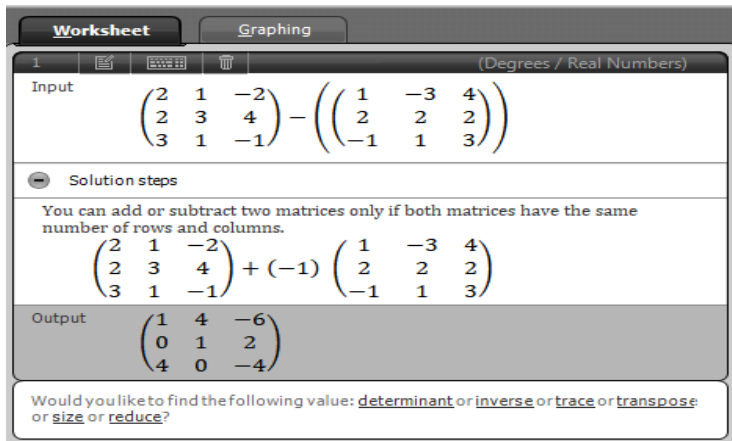 Worksheet Graphing
1 (Degrees / Real Numbers)
Input
2 1 −2 1 −3 4
2 3 4 − 2 2 2
3 1 −1 −1 1 3
Solution steps
You can add or subtract two matrices only if both matrices have the same
number of rows and columns.
2 1 −2 1 −3 4
2 3 4 + (−1) 2 2 2
3 1 −1 −1 1 3
Output
1 4 −6
0 1 2
4 0 −4
Would you like to find the following value: determinant or inverse or trace or transpose
or size or reduce?